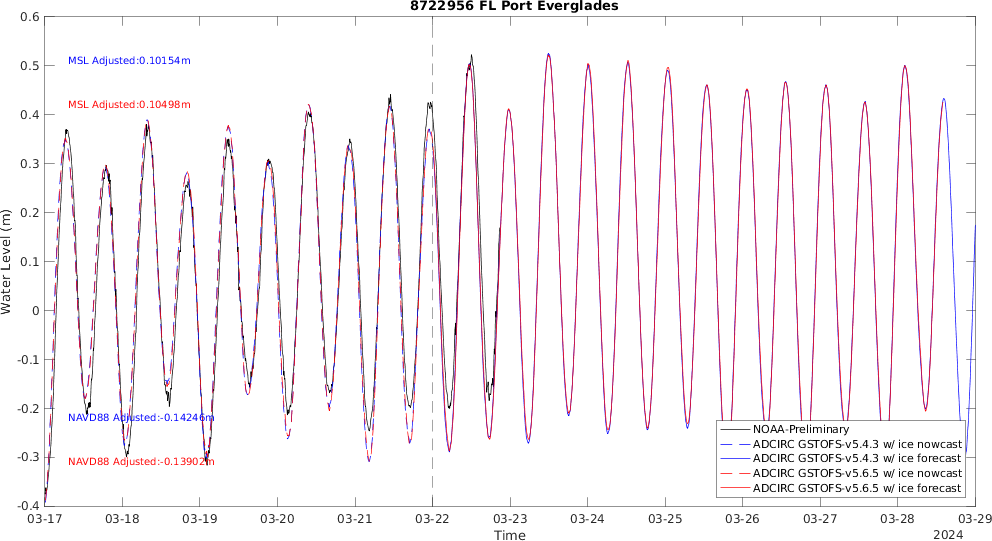 8722956 FL Port Everglades
0.6
0.5
0.4
0.3
0.2
0.1
0
-0.1
-0.2
-0.3
-0.4
Water Level (m)
MSL Adjusted:0.10154m
MSL Adjusted:0.10498m
NAVD88 Adjusted:-0.14246m
NAVD88 Adjusted:-0.13902m
NOAA-Preliminary
ADCIRC GSTOFS-v5.4.3 w/ ice nowcast
ADCIRC GSTOFS-v5.4.3 w/ ice forecast
ADCIRC GSTOFS-v5.6.5 w/ ice nowcast
ADCIRC GSTOFS-v5.6.5 w/ ice forecast
03-17 03-18 03-19 03-20 03-21 03-22 03-23 03-24 03-25 03-26 03-27 03-28 03-29
Time
2024